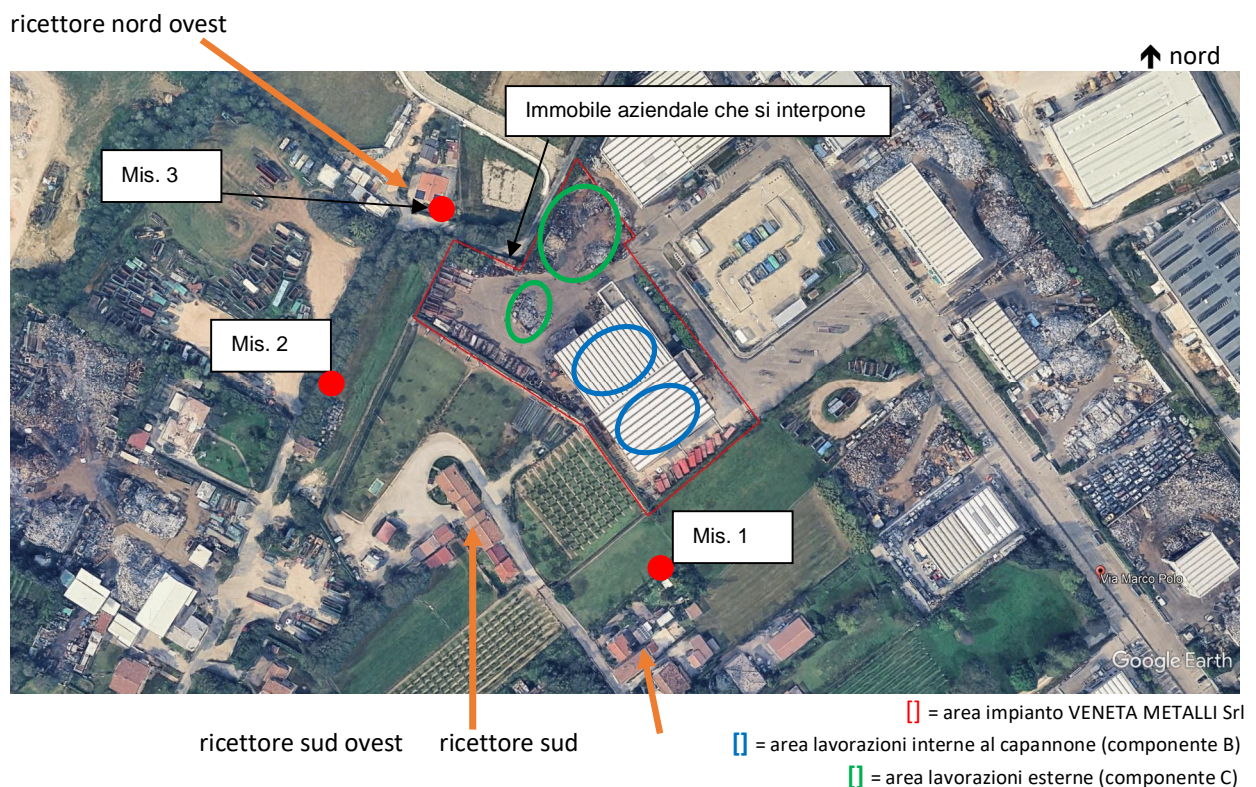 ricettore nord ovest
🡱 nord
Immobile aziendale che si interpone
Mis. 3
Mis. 2
Mis. 1
Via Marco Polo
Google Earth
[] = area impianto VENETA METALLI Srl
ricettore sud ovest ricettore sud
[] = area lavorazioni interne al capannone (componente B)
[] = area lavorazioni esterne (componente C)